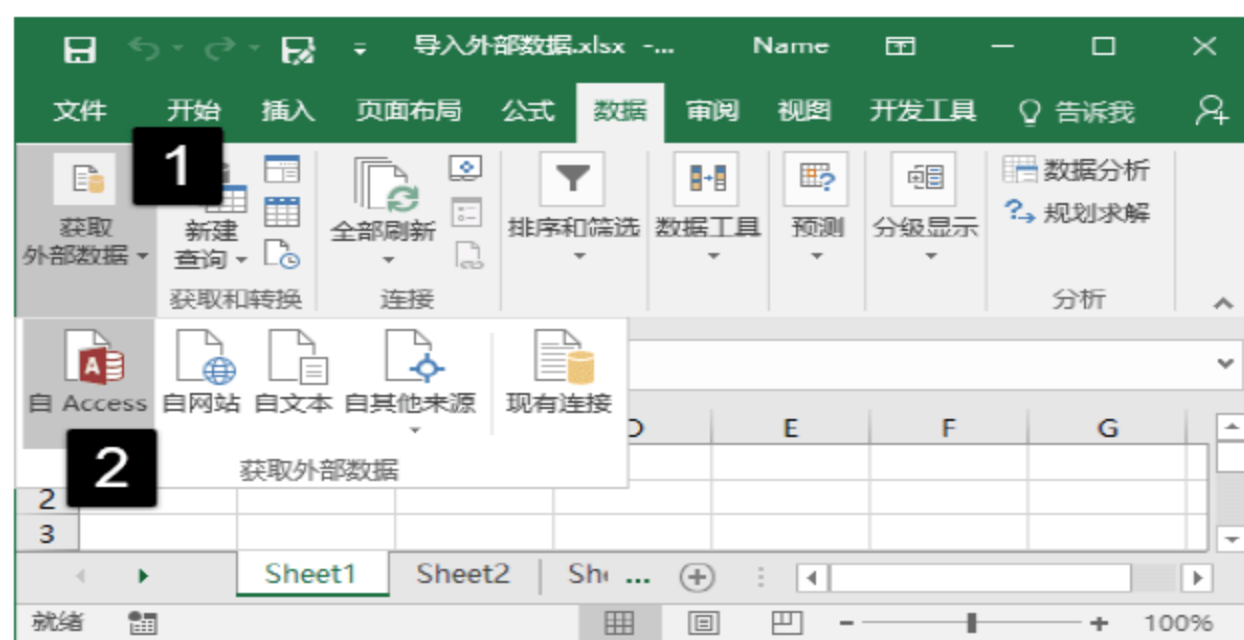 导入外部数据.xlsx -... Name
文件 开始 插入 页面布局 公式 数据 审阅 视图 开发工具 告诉我
1
获取 外部数据
新建 查询
全部刷新
排序和筛选
数据工具
预测
分级显示
数据分析
规划求解
获取和转换 连接 分析
自 Access 自网站 自文本 自其他来源 现有连接
2
获取外部数据
E F G
2
3
Sheet1 Sheet2 ...
就绪 100%